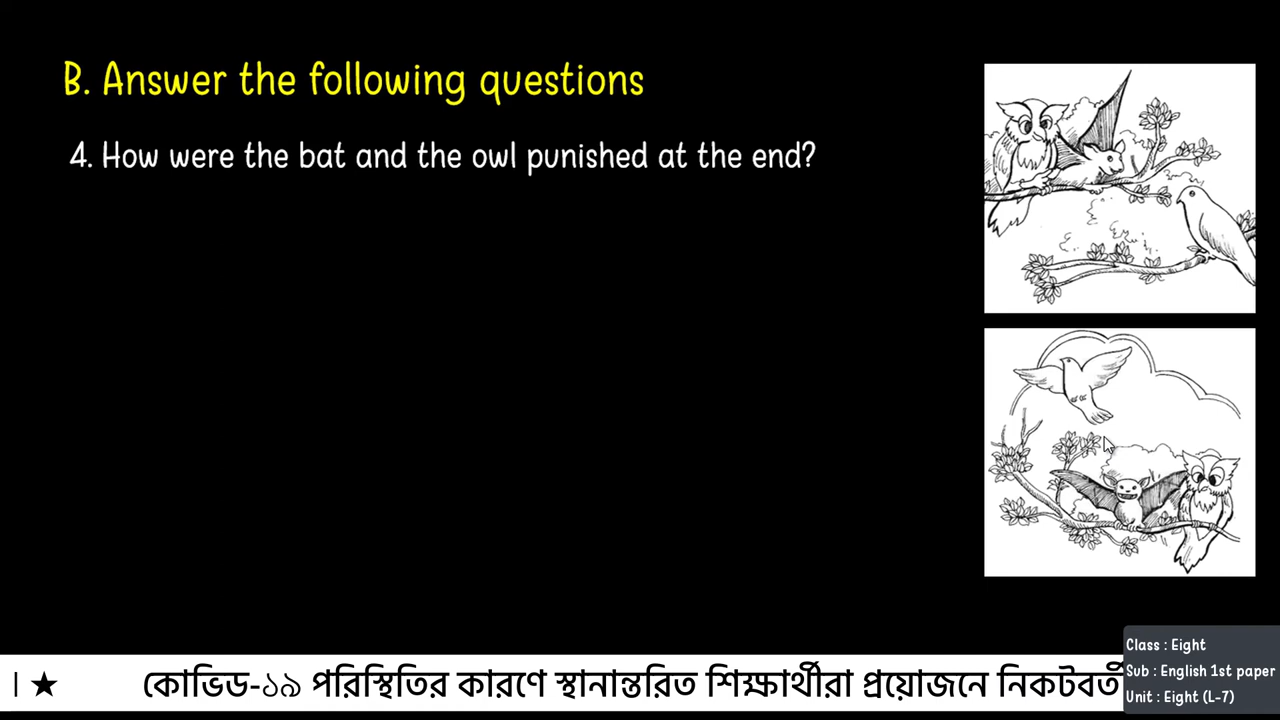 B. Answer the following questions
4. How were the bat and the owl punished at the end?
Class : Eight
Sub : English 1st paper
Unit : Eight (L-7)
। ★ কোভিড-১৯ পরিস্থিতির কারণে স্থানান্তরিত শিক্ষার্থীরা প্রয়োজনে নিকটবর্তী